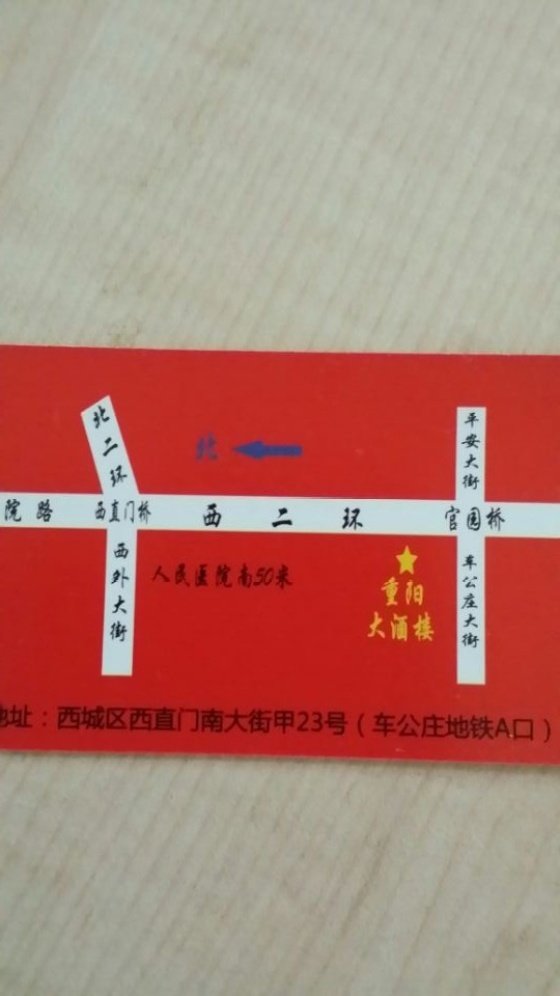 北二环
平安大街
北
院路
西直门桥
西二环
官园桥
西外大街
人民医院南50米
重阳
大酒楼
车公庄大街
地址：西城区西直门南大街甲23号（车公庄地铁A口）